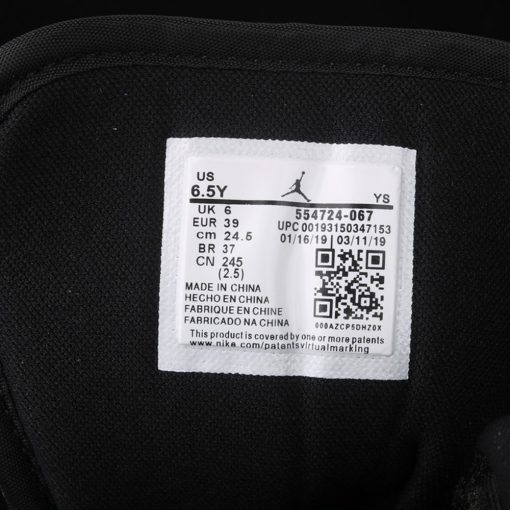 US
6.5Y YS
UK 6 554724-067
EUR 39 UPC 00193150347153
cm 24.5 01/16/19 | 03/11/19
BR 37
CN 245
(2.5)
MADE IN CHINA
HECHO EN CHINA
FABRIQUE EN CHINE
FABRICADO NA CHINA
000AZCP5DHZ0X
This product is covered by one or more patents
www.nike.com/patentsvirtualmarking